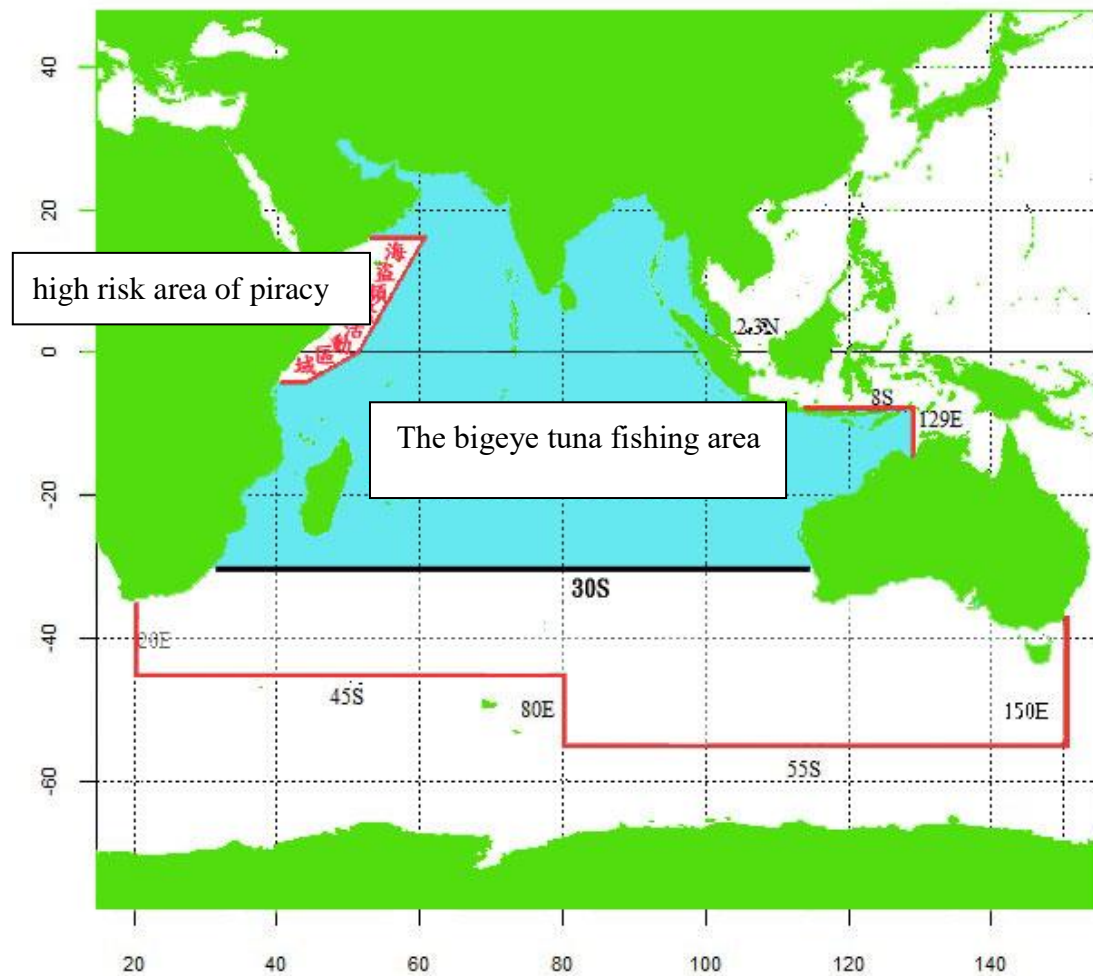 40
20
0
-20
-40
-60
海
盜
頻
活
動
區
域
high risk area of piracy
2.3N
The bigeye tuna fishing area
8S
129E
30S
20E
45S
80E
150E
55S
20
40
60
80
100
120
140